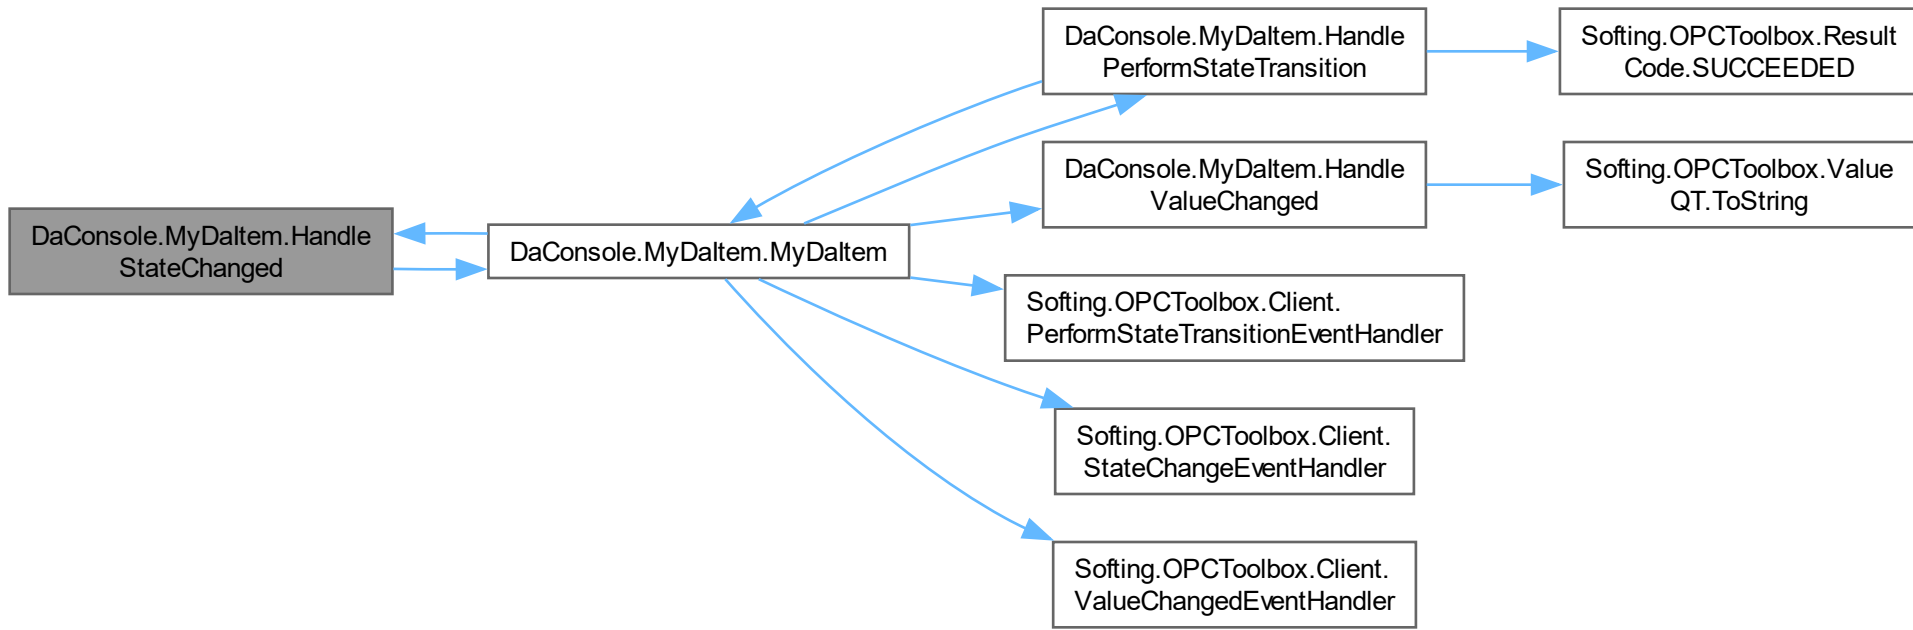 DaConsole.MyDaItem.Handle
StateChanged
DaConsole.MyDaItem.MyDaItem
DaConsole.MyDaItem.Handle
PerformStateTransition
Softing.OPCToolbox.Result
Code.SUCCEEDED
DaConsole.MyDaItem.Handle
ValueChanged
Softing.OPCToolbox.Value
QT.ToString
Softing.OPCToolbox.Client.
PerformStateTransitionEventHandler
Softing.OPCToolbox.Client.
StateChangeEventHandler
Softing.OPCToolbox.Client.
ValueChangedEventHandler